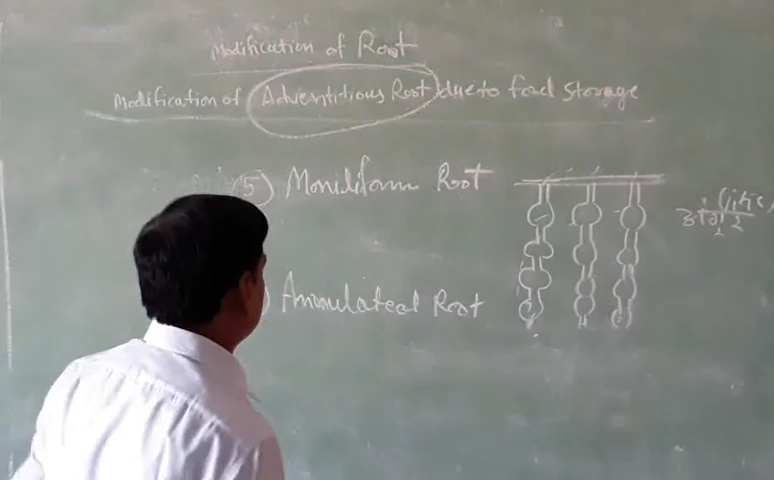 Modification of Root
Modification of Adventitious Root due to food storage
(5) Moniliform Root
) Annulated Root